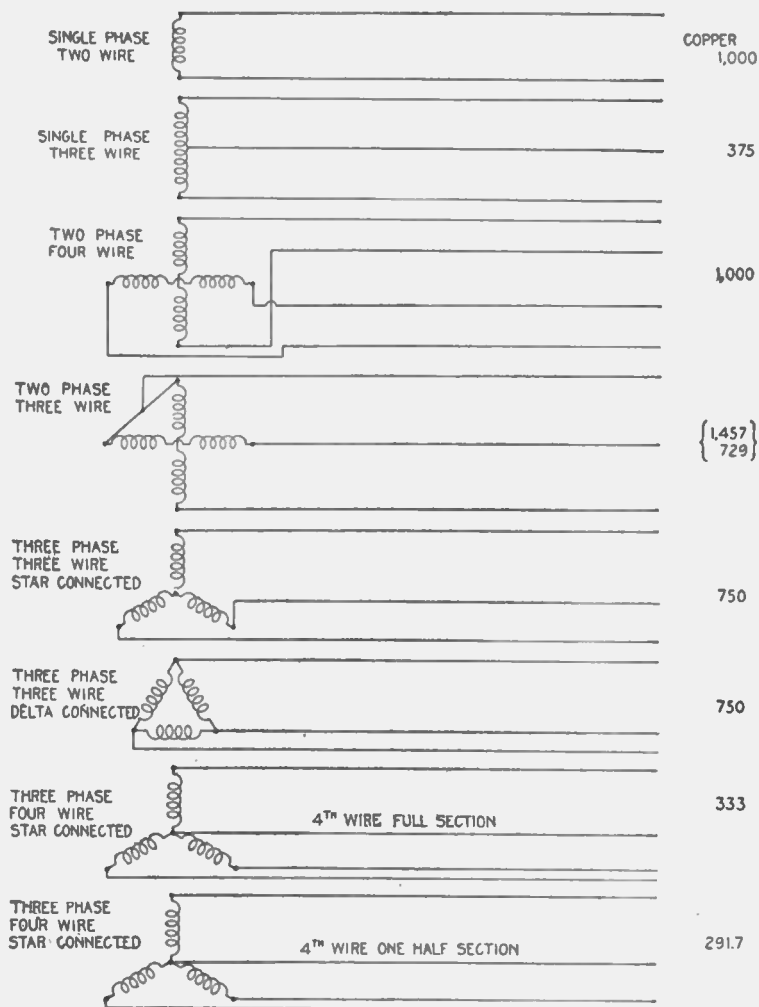 SINGLE PHASE
TWO WIRE
COPPER
1,000
SINGLE PHASE
THREE WIRE
375
TWO PHASE
FOUR WIRE
1,000
TWO PHASE
THREE WIRE
{1,457}
729
THREE PHASE
THREE WIRE
STAR CONNECTED
750
THREE PHASE
THREE WIRE
DELTA CONNECTED
750
THREE PHASE
FOUR WIRE
STAR CONNECTED
4TH WIRE FULL SECTION
333
THREE PHASE
FOUR WIRE
STAR CONNECTED
4TH WIRE ONE HALF SECTION
291.7